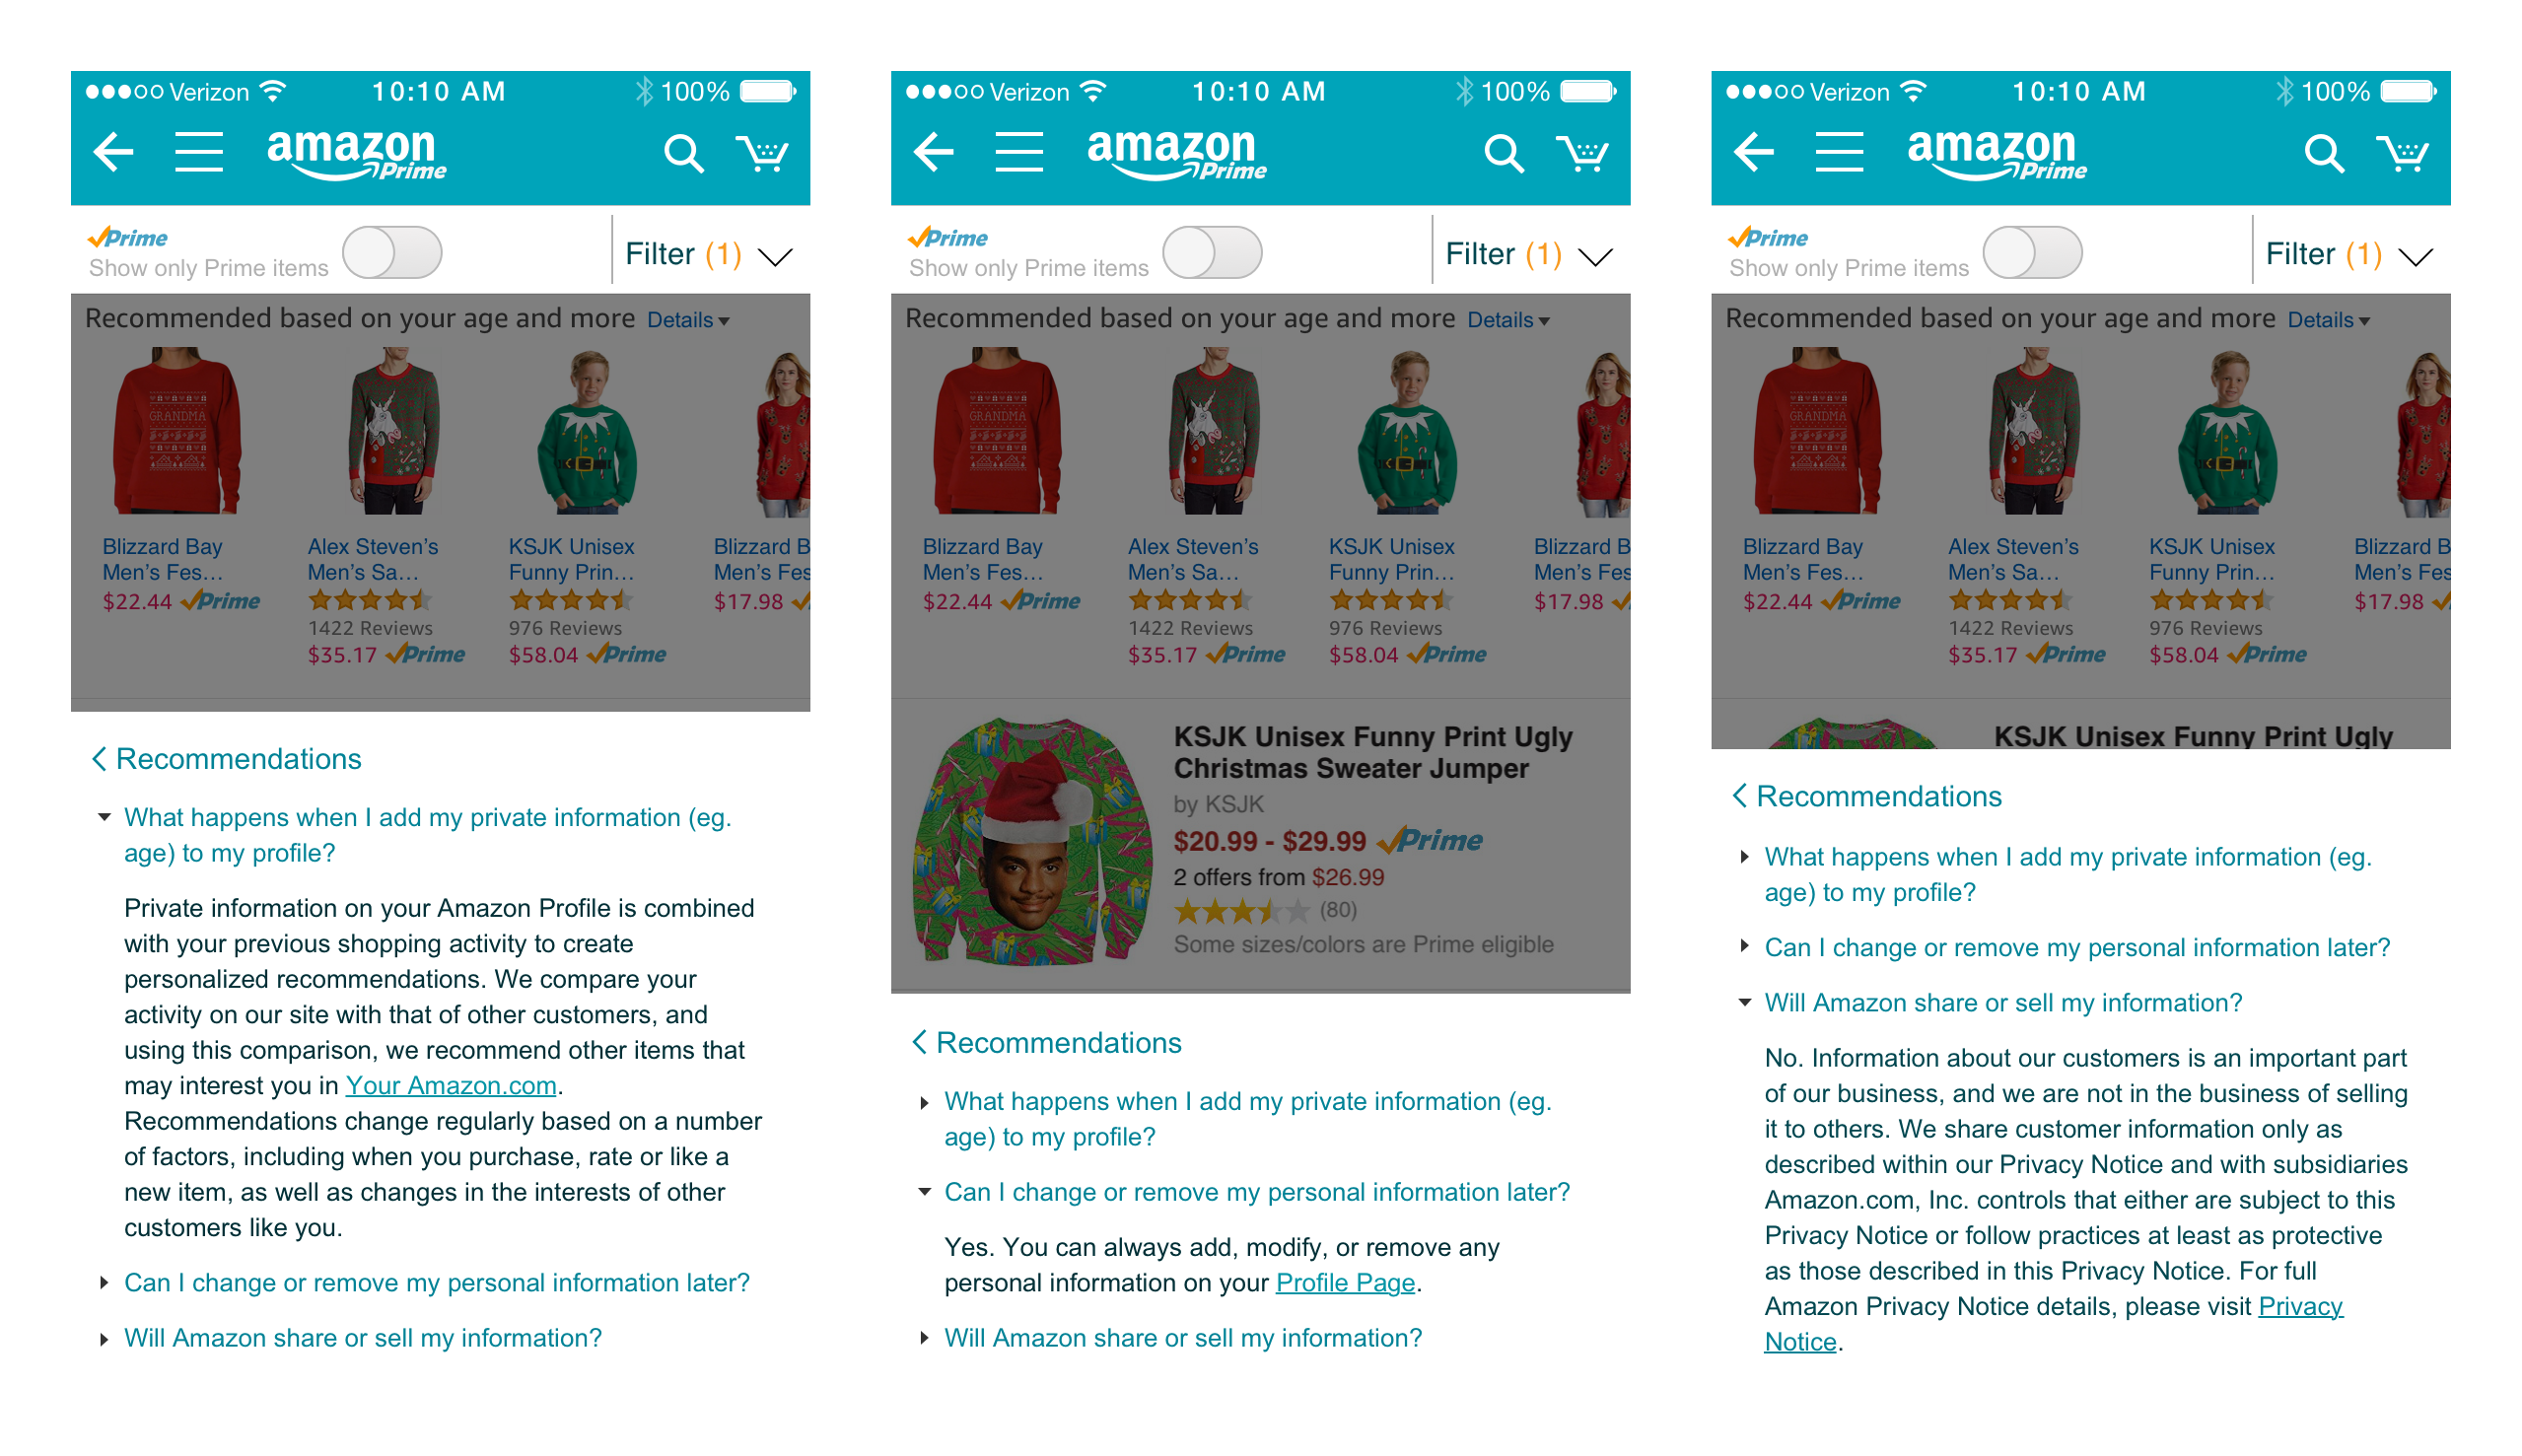 Verizon 10:10 AM 100%
amazon Prime
Prime
Show only Prime items
Filter (1)
Recommended based on your age and more Details
GRANDMA
Blizzard Bay
Men’s Fes...
$22.44 Prime
Alex Steven’s
Men’s Sa...
1422 Reviews
$35.17 Prime
KSJK Unisex
Funny Prin...
976 Reviews
$58.04 Prime
Blizzard B
Men’s Fes
$17.98
Recommendations
What happens when I add my private information (eg.
age) to my profile?
Private information on your Amazon Profile is combined
with your previous shopping activity to create
personalized recommendations. We compare your
activity on our site with that of other customers, and
using this comparison, we recommend other items that
may interest you in Your Amazon.com.
Recommendations change regularly based on a number
of factors, including when you purchase, rate or like a
new item, as well as changes in the interests of other
customers like you.
Can I change or remove my personal information later?
Will Amazon share or sell my information?
Verizon 10:10 AM 100%
amazon Prime
Prime
Show only Prime items
Filter (1)
Recommended based on your age and more Details
GRANDMA
Blizzard Bay
Men’s Fes...
$22.44 Prime
Alex Steven’s
Men’s Sa...
1422 Reviews
$35.17 Prime
KSJK Unisex
Funny Prin...
976 Reviews
$58.04 Prime
Blizzard B
Men’s Fes
$17.98
KSJK Unisex Funny Print Ugly
Christmas Sweater Jumper
by KSJK
$20.99 - $29.99 Prime
2 offers from $26.99
(80)
Some sizes/colors are Prime eligible
Recommendations
What happens when I add my private information (eg.
age) to my profile?
Can I change or remove my personal information later?
Yes. You can always add, modify, or remove any
personal information on your Profile Page.
Will Amazon share or sell my information?
Verizon 10:10 AM 100%
amazon Prime
Prime
Show only Prime items
Filter (1)
Recommended based on your age and more Details
GRANDMA
Blizzard Bay
Men’s Fes...
$22.44 Prime
Alex Steven’s
Men’s Sa...
1422 Reviews
$35.17 Prime
KSJK Unisex
Funny Prin...
976 Reviews
$58.04 Prime
Blizzard B
Men’s Fes
$17.98
KSJK Unisex Funny Print Ugly
Recommendations
What happens when I add my private information (eg.
age) to my profile?
Can I change or remove my personal information later?
Will Amazon share or sell my information?
No. Information about our customers is an important part
of our business, and we are not in the business of selling
it to others. We share customer information only as
described within our Privacy Notice and with subsidiaries
Amazon.com, Inc. controls that either are subject to this
Privacy Notice or follow practices at least as protective
as those described in this Privacy Notice. For full
Amazon Privacy Notice details, please visit Privacy
Notice.